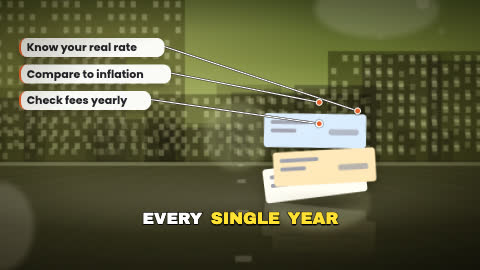 Know your real rate
Compare to inflation
Check fees yearly
EVERY SINGLE YEAR